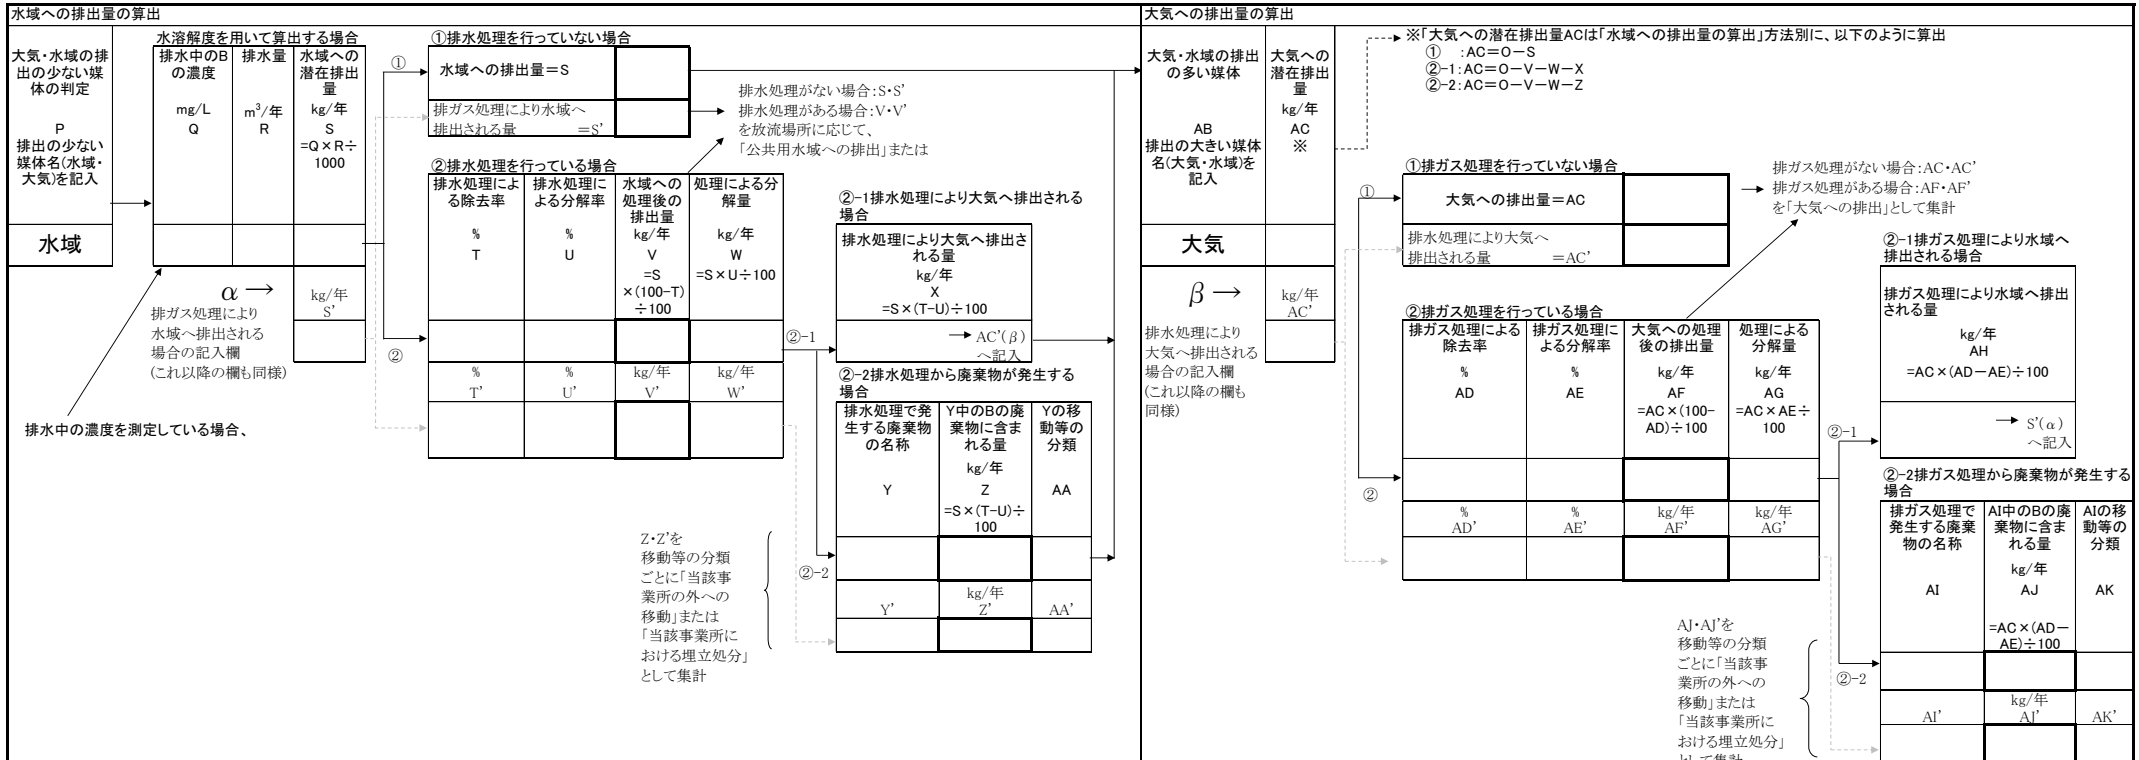 水域への排出量の算出
大気・水域の排
出の少ない媒
体の判定
P
排出の少ない
媒体名(水域・
大気)を記入
水域
水溶解度を用いて算出する場合
排水中のB
の濃度
mg/L
Q
排水量
m³/年
R
水域への
潜在排出
量
kg/年
S
=Q×R÷
1000
α→
排ガス処理により
水域へ排出される
場合の記入欄
(これ以降の欄も同様)
kg/年
S'
排水中の濃度を測定している場合、
①
②
①排水処理を行っていない場合
水域への排出量=S
排ガス処理により水域へ
排出される量 =S'
排水処理がない場合:S・S'
排水処理がある場合:V・V'
を放流場所に応じて、
「公共用水域への排出」または
②排水処理を行っている場合
排水処理によ
る除去率
%
T
排水処理に
よる分解率
%
U
水域への
処理後の
排出量
kg/年
V
=S
×(100-T)
÷100
処理による分
解量
kg/年
W
=S×U÷100
%
T'
%
U'
kg/年
V'
kg/年
W'
②-1
②-1排水処理により大気へ排出される
場合
排水処理により大気へ排出さ
れる量
kg/年
X
=S×(T-U)÷100
→ AC'(β)
へ記入
②-2排水処理から廃棄物が発生する
場合
排水処理で発
生する廃棄物
の名称
Y
Y中のBの廃
棄物に含ま
れる量
kg/年
Z
=S×(T-U)÷
100
Yの移
動等の
分類
AA
②-2
Y'
kg/年
Z'
AA'
Z・Z'を
移動等の分類
ごとに「当該事
業所の外への
移動」または
「当該事業所に
おける埋立処分」
として集計
大気への排出量の算出
大気・水域の排出
の多い媒体
AB
排出の大きい媒体
名(大気・水域)を
記入
大気
大気への
潜在排出
量
kg/年
AC
※
β→
排水処理により
大気へ排出される
場合の記入欄
(これ以降の欄も
同様)
kg/年
AC'
※「大気への潜在排出量ACは「水域への排出量の算出」方法別に、以下のように算出
① :AC=O-S
②-1:AC=O-V-W-X
②-2:AC=O-V-W-Z
①
②
①排ガス処理を行っていない場合
大気への排出量=AC
排水処理により大気へ
排出される量 =AC'
排ガス処理がない場合:AC・AC'
排ガス処理がある場合:AF・AF'
を「大気への排出」として集計
②排ガス処理を行っている場合
排ガス処理による
除去率
%
AD
排ガス処理に
よる分解率
%
AE
大気への処理
後の排出量
kg/年
AF
=AC×(100-
AD)÷100
処理による
分解量
kg/年
AG
=AC×AE÷
100
%
AD'
%
AE'
kg/年
AF'
kg/年
AG'
②-1
②-1排ガス処理により水域へ
排出される場合
排ガス処理により水域へ排出
される量
kg/年
AH
=AC×(AD-AE)÷100
→ S'(α)
へ記入
②-2排ガス処理から廃棄物が発生する
場合
排ガス処理で
発生する廃棄
物の名称
AI
AI中のBの廃
棄物に含ま
れる量
kg/年
AJ
=AC×(AD-
AE)÷100
AIの移
動等の
分類
AK
②-2
AI'
kg/年
AJ'
AK'
AJ・AJ'を
移動等の分類
ごとに「当該事
業所の外への
移動」または
「当該事業所に
おける埋立処分」
として集計